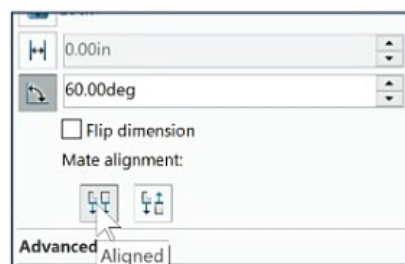 0.00in
60.00deg
Flip dimension
Mate alignment:
Advanced
Aligned